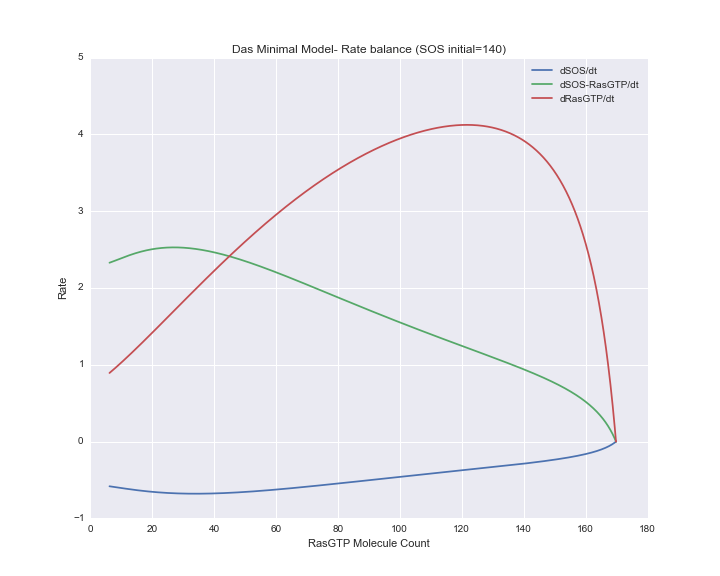 Das Minimal Model- Rate balance (SOS initial=140)
5
4
3
2
1
0
−1
Rate
dSOS/dt
dSOS-RasGTP/dt
dRasGTP/dt
0 20 40 60 80 100 120 140 160 180
RasGTP Molecule Count